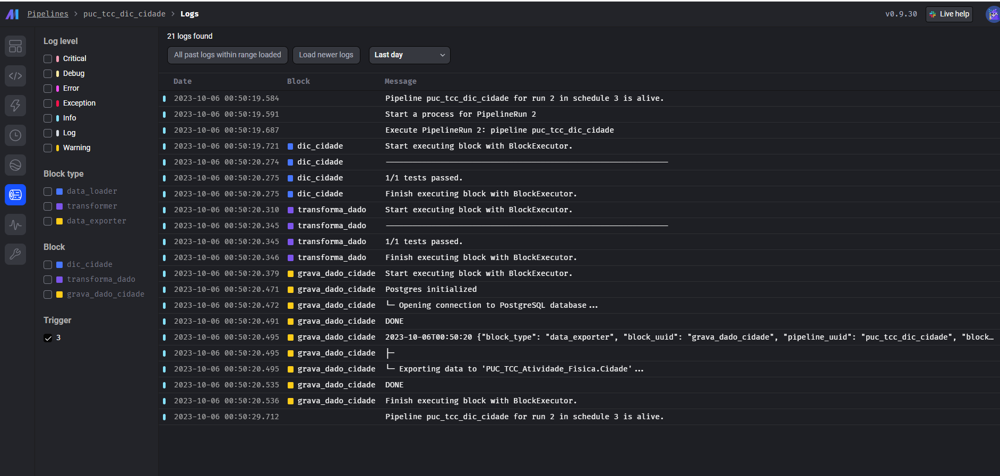 Pipelines > puc_tcc_dic_cidade > Logs
v0.9.30
Live help
Log level
Critical
Debug
Error
Exception
Info
Log
Warning
Block type
data_loader
transformer
data_exporter
Block
dic_cidade
transforma_dado
grava_dado_cidade
Trigger
3
21 logs found
All past logs within range loaded
Load newer logs
Last day
Date Block Message
2023-10-06 00:50:19.584 Pipeline puc_tcc_dic_cidade for run 2 in schedule 3 is alive.
2023-10-06 00:50:19.591 Start a process for PipelineRun 2
2023-10-06 00:50:19.687 Execute PipelineRun 2: pipeline puc_tcc_dic_cidade
2023-10-06 00:50:19.721 dic_cidade Start executing block with BlockExecutor.
2023-10-06 00:50:20.274 dic_cidade
2023-10-06 00:50:20.275 dic_cidade 1/1 tests passed.
2023-10-06 00:50:20.275 dic_cidade Finish executing block with BlockExecutor.
2023-10-06 00:50:20.310 transforma_dado Start executing block with BlockExecutor.
2023-10-06 00:50:20.345 transforma_dado
2023-10-06 00:50:20.345 transforma_dado 1/1 tests passed.
2023-10-06 00:50:20.346 transforma_dado Finish executing block with BlockExecutor.
2023-10-06 00:50:20.379 grava_dado_cidade Start executing block with BlockExecutor.
2023-10-06 00:50:20.471 grava_dado_cidade Postgres initialized
2023-10-06 00:50:20.472 grava_dado_cidade └─ Opening connection to PostgreSQL database...
2023-10-06 00:50:20.491 grava_dado_cidade DONE
2023-10-06 00:50:20.495 grava_dado_cidade 2023-10-06T00:50:20 {"block_type": "data_exporter", "block_uuid": "grava_dado_cidade", "pipeline_uuid": "puc_tcc_dic_cidade", "block…
2023-10-06 00:50:20.495 grava_dado_cidade ├─
2023-10-06 00:50:20.495 grava_dado_cidade └─ Exporting data to 'PUC_TCC_Atividade_Fisica.Cidade'...
2023-10-06 00:50:20.535 grava_dado_cidade DONE
2023-10-06 00:50:20.536 grava_dado_cidade Finish executing block with BlockExecutor.
2023-10-06 00:50:29.712 Pipeline puc_tcc_dic_cidade for run 2 in schedule 3 is alive.